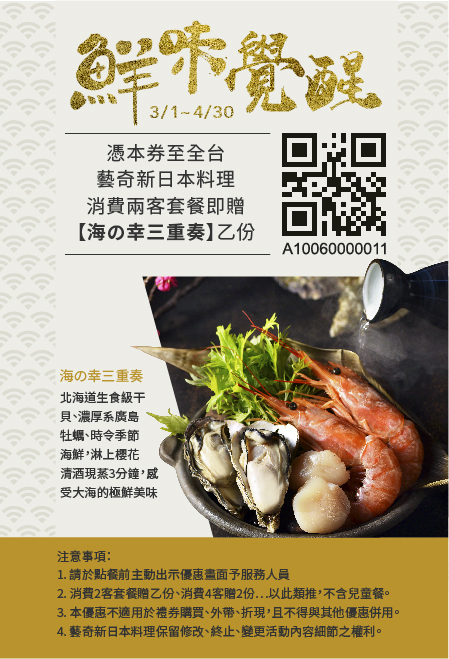 鮮味覺醒
3/1~4/30
憑本券至全台
藝奇新日本料理
消費兩客套餐即贈
【海の幸三重奏】乙份
A10060000011
海の幸三重奏
北海道生食級干
貝、濃厚系廣島
牡蠣、時令季節
海鮮，淋上櫻花
清酒現蒸3分鐘，感
受大海的極鮮美味
注意事項：
1. 請於點餐前主動出示優惠畫面予服務人員
2. 消費2客套餐贈乙份、消費4客贈2份…以此類推，不含兒童餐。
3. 本優惠不適用於禮券購買、外帶、折現，且不得與其他優惠併用。
4. 藝奇新日本料理保留修改、終止、變更活動內容細節之權利。